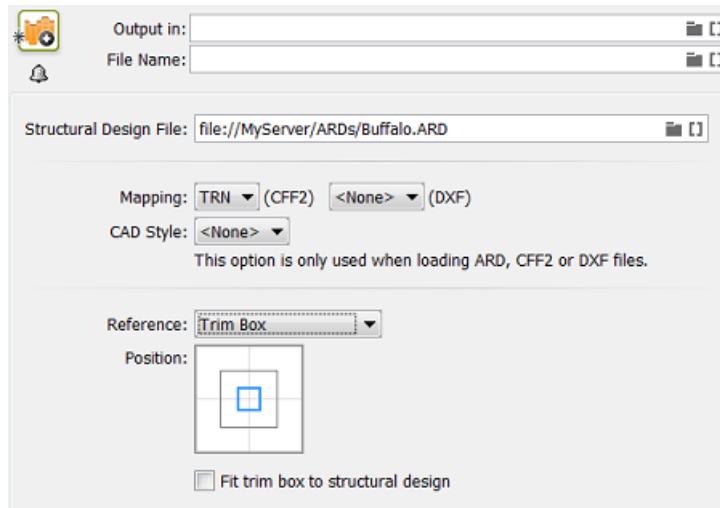 Output in:
File Name:
Structural Design File: file://MyServer/ARDs/Buffalo.ARD
Mapping: TRN (CFF2) <None> (DXF)
CAD Style: <None>
This option is only used when loading ARD, CFF2 or DXF files.
Reference: Trim Box
Position:
Fit trim box to structural design